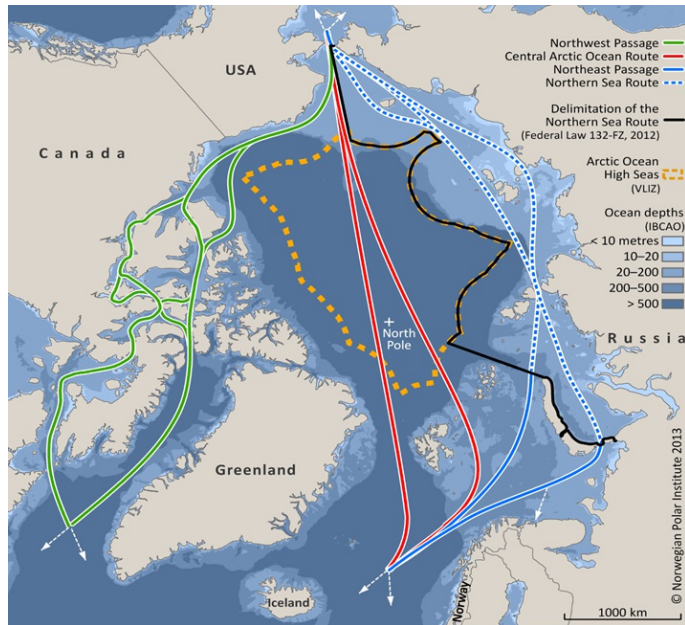 USA
Canada
Northwest Passage
Central Arctic Ocean Route
Northeast Passage
Northern Sea Route
Delimitation of the
Northern Sea Route
(Federal Law 132-FZ, 2012)
Arctic Ocean
High Seas
(VLIZ)
Ocean depths
(IBCAO)
< 10 metres
10–20
20–200
200–500
> 500
North
Pole
Russia
Greenland
Iceland
Norway
1000 km
© Norwegian Polar Institute 2013